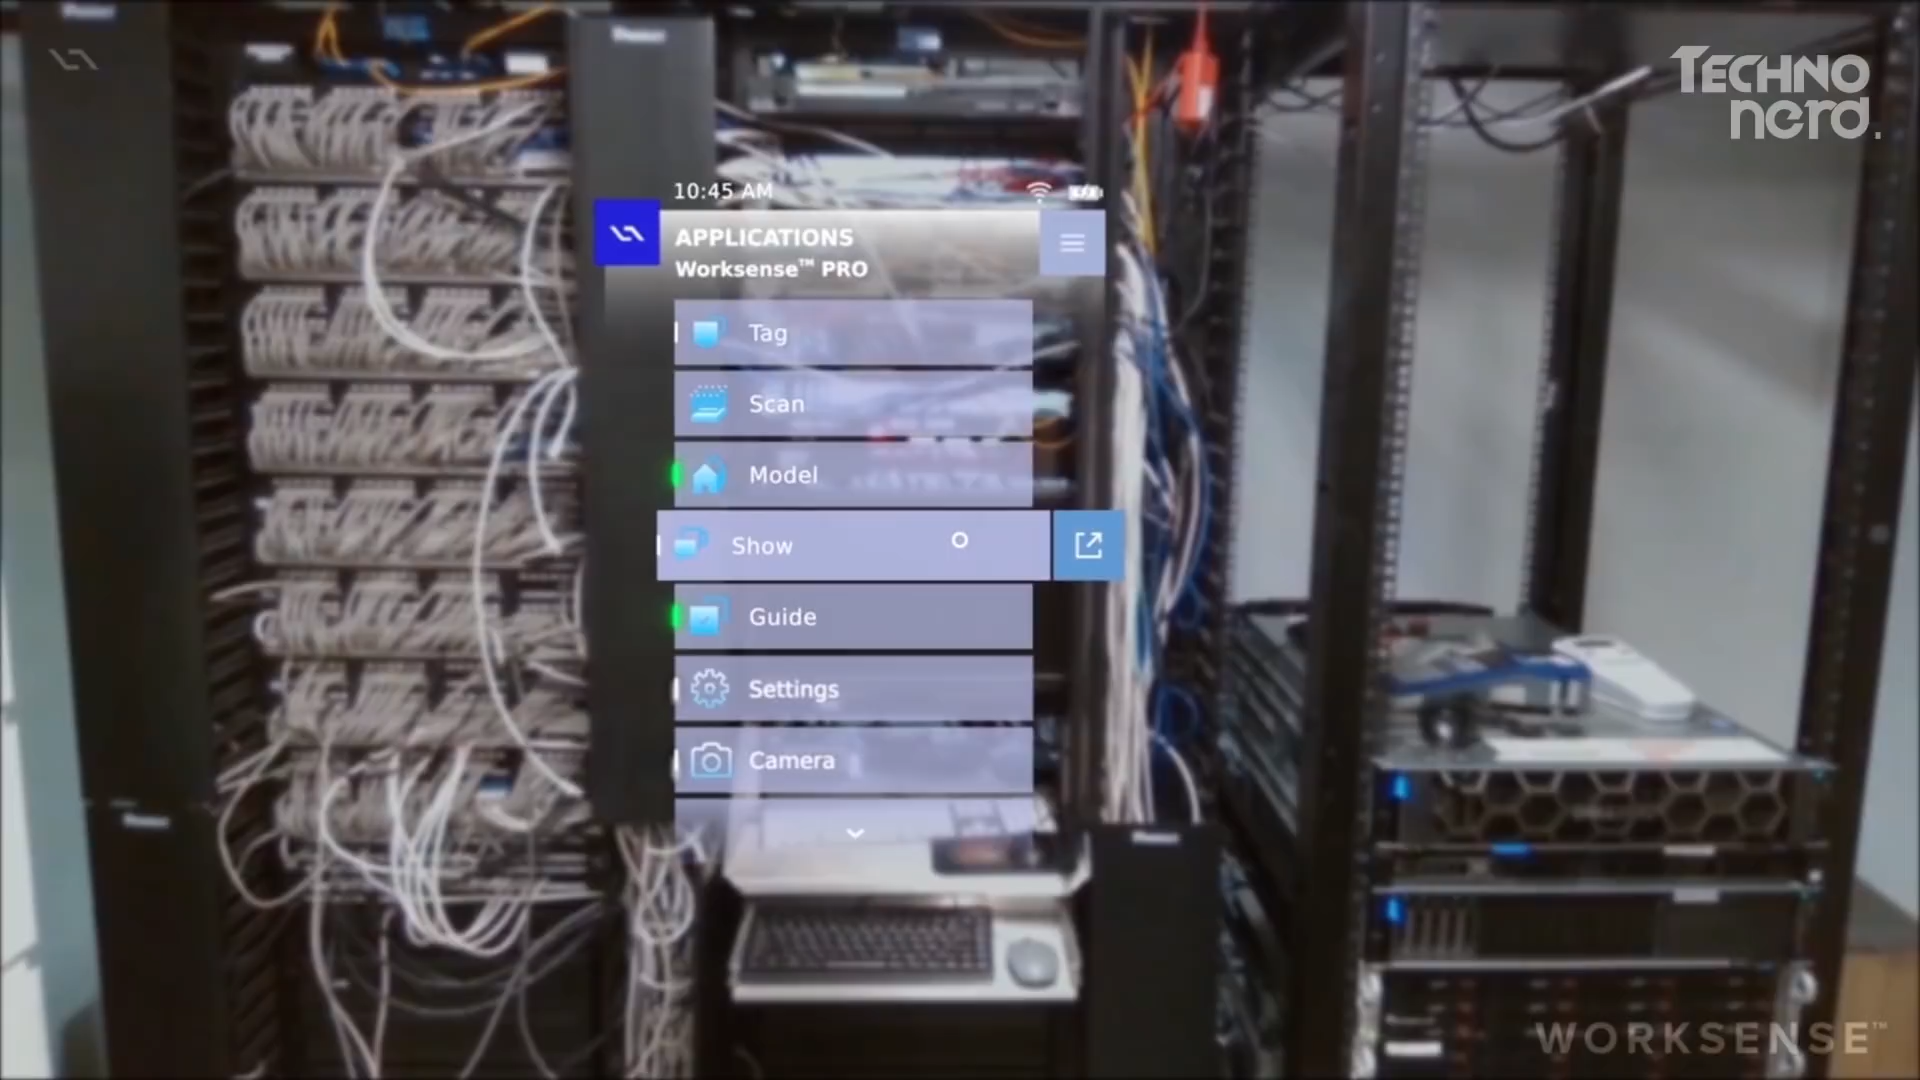 TECHNO
nerd.
10:45 AM
APPLICATIONS
Worksense™ PRO
Tag
Scan
Model
Show
Guide
Settings
Camera
WORKSENSE™